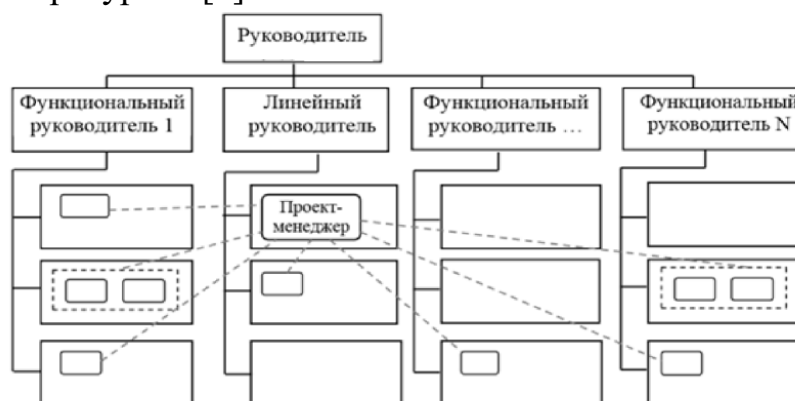 Руководитель
Функциональный
руководитель 1
Линейный
руководитель
Функциональный
руководитель ...
Функциональный
руководитель N
Проект-
менеджер